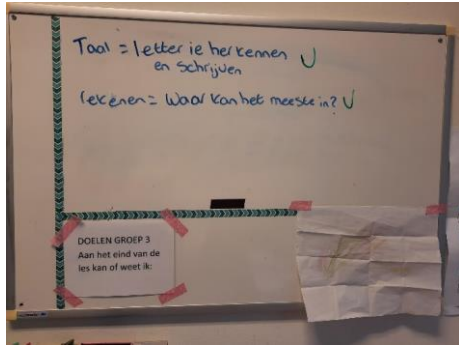 Taal = letter ie herkennen
en schrijven
rekenen = Waar kan het meeste in?
DOELEN GROEP 3
Aan het eind van de
les kan of weet ik: